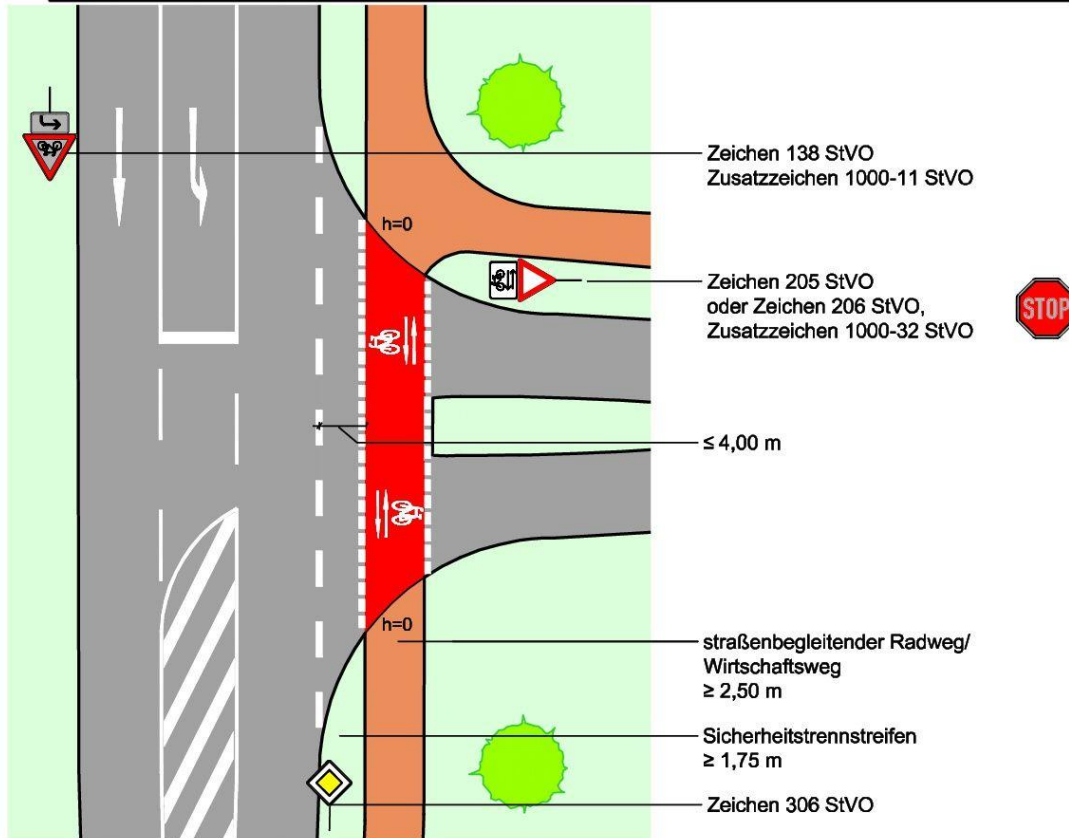 Zeichen 138 StVO
Zusatzzeichen 1000-11 StVO
h=0
Zeichen 205 StVO
oder Zeichen 206 StVO,
Zusatzzeichen 1000-32 StVO
STOP
≤ 4,00 m
h=0
straßenbegleitender Radweg/
Wirtschaftsweg
≥ 2,50 m
Sicherheitstrennstreifen
≥ 1,75 m
Zeichen 306 StVO